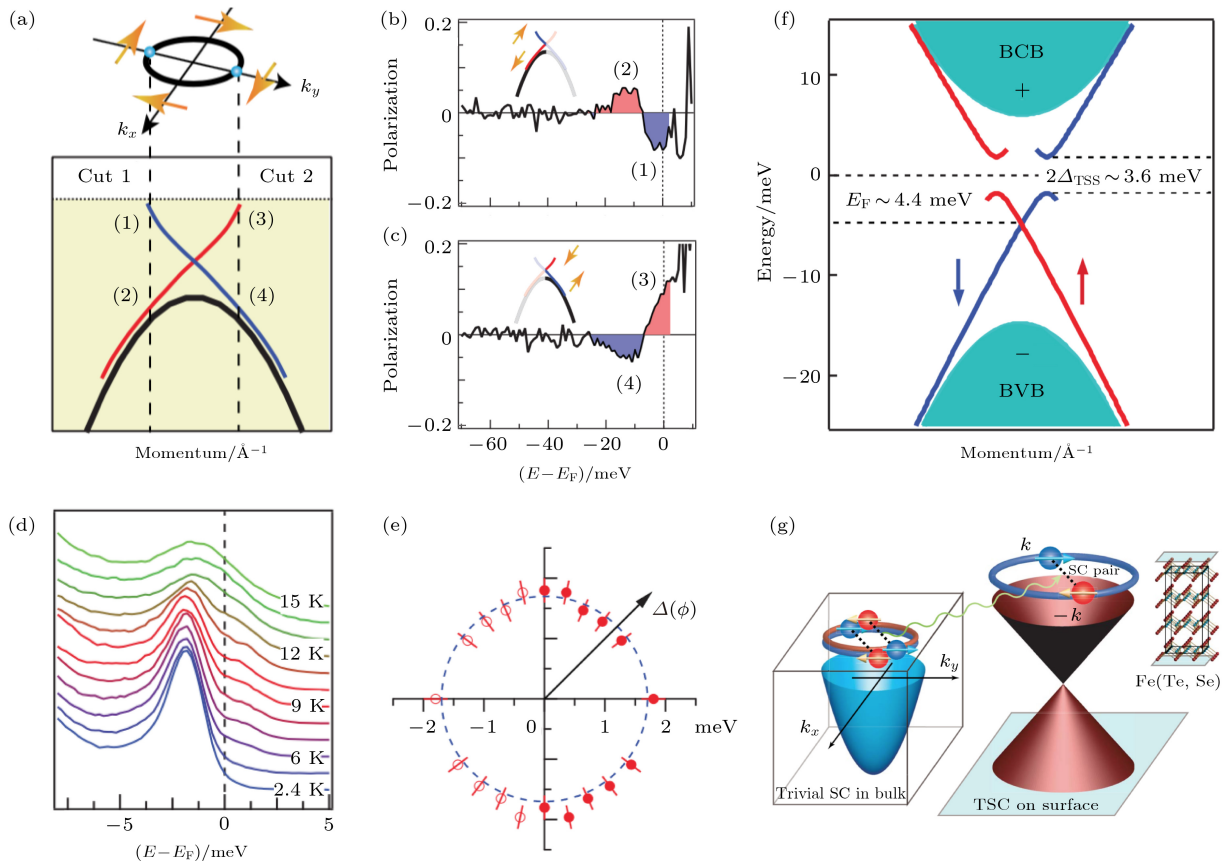 (a)
k_y
k_x
Cut 1
Cut 2
(1)
(3)
(2)
(4)
Momentum/Å⁻¹
(b)
0.2
0
−0.2
Polarization
(2)
(1)
(c)
0.2
0
−0.2
Polarization
(3)
(4)
−60
−40
−20
0
(E−E_F)/meV
(f)
10
0
−10
−20
Energy/meV
BCB
+
2Δ_TSS ~ 3.6 meV
E_F ~ 4.4 meV
−
BVB
Momentum/Å⁻¹
(d)
15 K
12 K
9 K
6 K
2.4 K
−5
0
5
(E−E_F)/meV
(e)
Δ(ϕ)
−2
−1
0
1
2
meV
(g)
k
SC pair
−k
k_y
k_x
Fe(Te, Se)
Trivial SC in bulk
TSC on surface